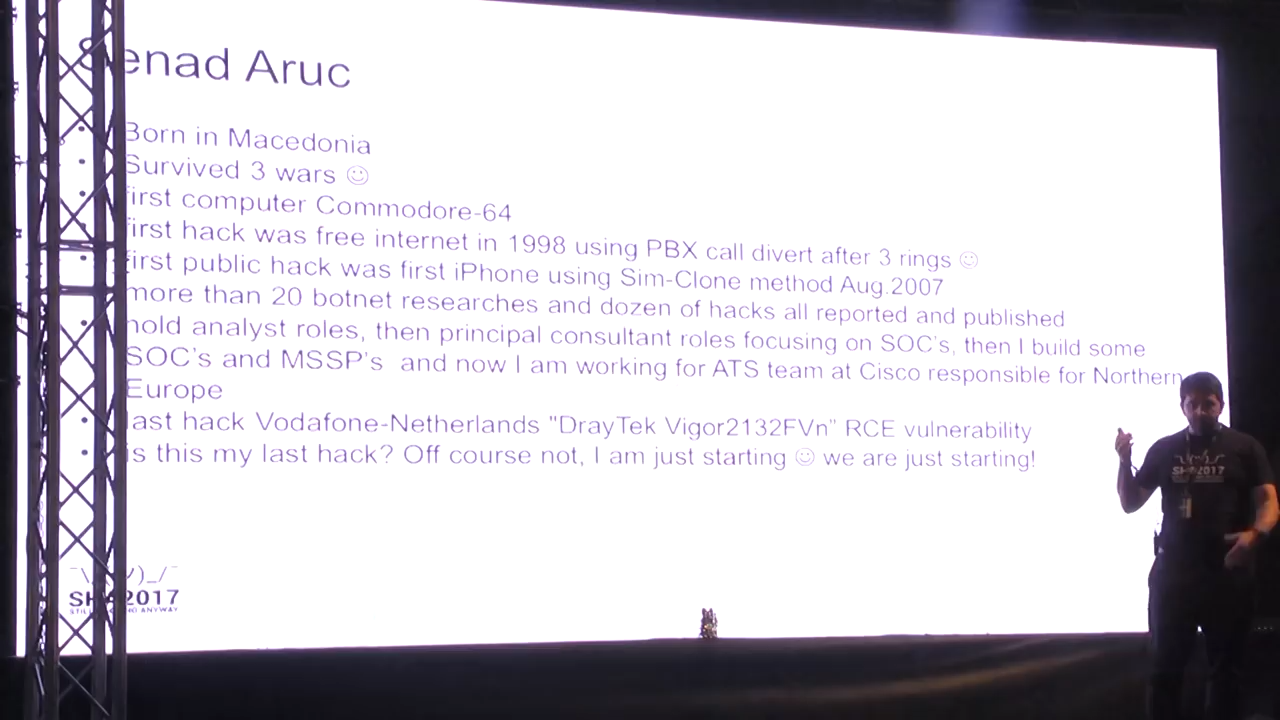 Senad Aruc
Born in Macedonia
Survived 3 wars ☺
first computer Commodore-64
first hack was free internet in 1998 using PBX call divert after 3 rings ☺
first public hack was first iPhone using Sim-Clone method Aug.2007
more than 20 botnet researches and dozen of hacks all reported and published
hold analyst roles, then principal consultant roles focusing on SOC's, then I build some
SOC's and MSSP's and now I am working for ATS team at Cisco responsible for Northern
Europe
last hack Vodafone-Netherlands "DrayTek Vigor2132FVn" RCE vulnerability
is this my last hack? Off course not, I am just starting ☺ we are just starting!
SHA2017
SHA2017